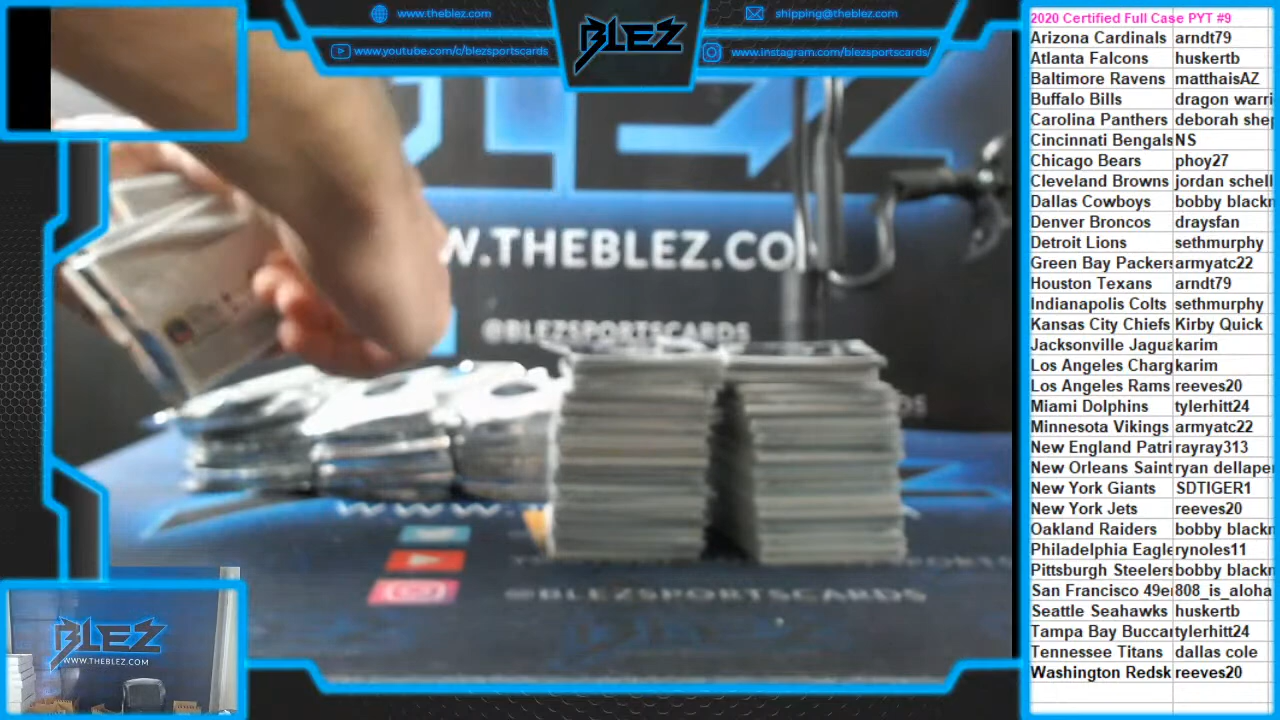 www.theblez.com
shipping@theblez.com
www.youtube.com/c/blezsportscards
BLEZ
www.instagram.com/blezsportscards/
W.THEBLEZ.CO
@BLEZSPORTSCARDS
@BLEZSPORTSCARDS
BLEZ
WWW.THEBLEZ.COM
2020 Certified Full Case PYT #9
Arizona Cardinals arndt79
Atlanta Falcons huskertb
Baltimore Ravens matthaisAZ
Buffalo Bills dragon warri
Carolina Panthers deborah shep
Cincinnati Bengals NS
Chicago Bears phoy27
Cleveland Browns jordan schell
Dallas Cowboys bobby blackn
Denver Broncos draysfan
Detroit Lions sethmurphy
Green Bay Packers armyatc22
Houston Texans arndt79
Indianapolis Colts sethmurphy
Kansas City Chiefs Kirby Quick
Jacksonville Jagua karim
Los Angeles Charg karim
Los Angeles Rams reeves20
Miami Dolphins tylerhitt24
Minnesota Vikings armyatc22
New England Patri rayray313
New Orleans Saint ryan dellaper
New York Giants SDTIGER1
New York Jets reeves20
Oakland Raiders bobby blackn
Philadelphia Eagle rynoles11
Pittsburgh Steelers bobby blackn
San Francisco 49e 808_is_aloha
Seattle Seahawks huskertb
Tampa Bay Buccar tylerhitt24
Tennessee Titans dallas cole
Washington Redsk reeves20